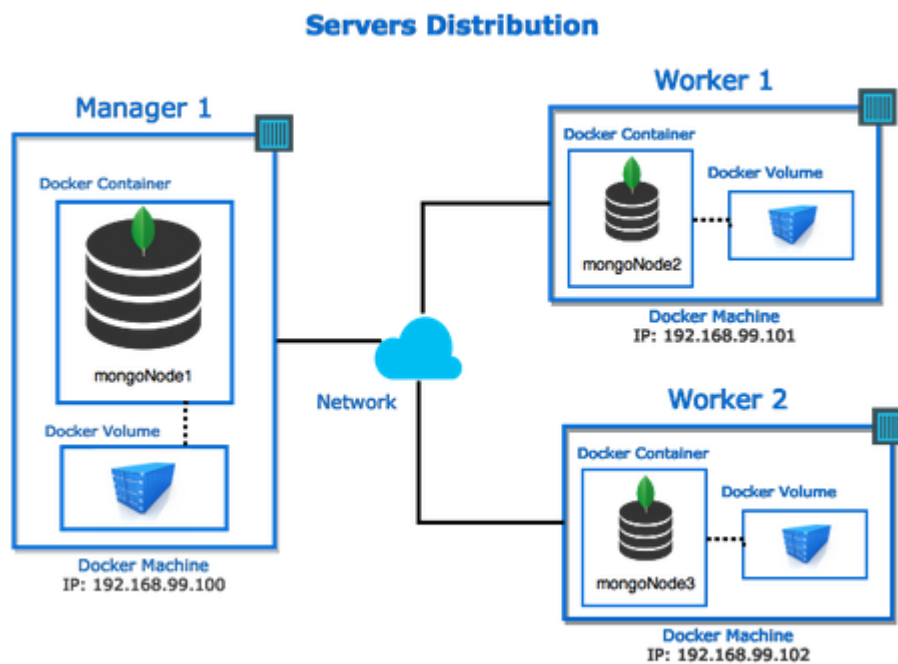 Servers Distribution
Manager 1
Docker Container
mongoNode1
Docker Volume
Docker Machine
IP: 192.168.99.100
Network
Worker 1
Docker Container
Docker Volume
mongoNode2
Docker Machine
IP: 192.168.99.101
Worker 2
Docker Container
Docker Volume
mongoNode3
Docker Machine
IP: 192.168.99.102